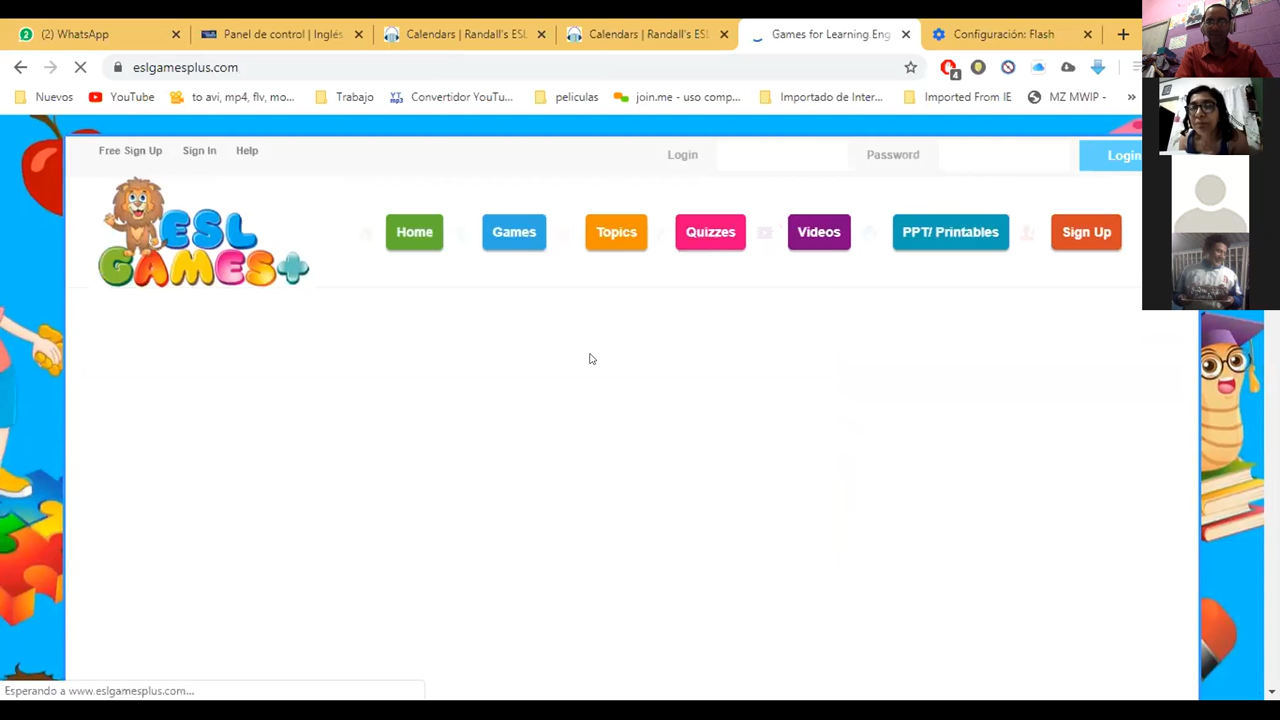 (2) WhatsApp
Panel de control | Inglés
Calendars | Randall's ESL
Calendars | Randall's ESL
Games for Learning Eng
Configuración: Flash
eslgamesplus.com
4
Nuevos
YouTube
to avi, mp4, flv, mo...
Trabajo
Convertidor YouTu...
peliculas
join.me - uso comp...
Importado de Inter...
Imported From IE
MZ MWIP -
Free Sign Up
Sign In
Help
Login
Password
Login
ESL
GAMES+
Home
Games
Topics
Quizzes
Videos
PPT/ Printables
Sign Up
Esperando a www.eslgamesplus.com...